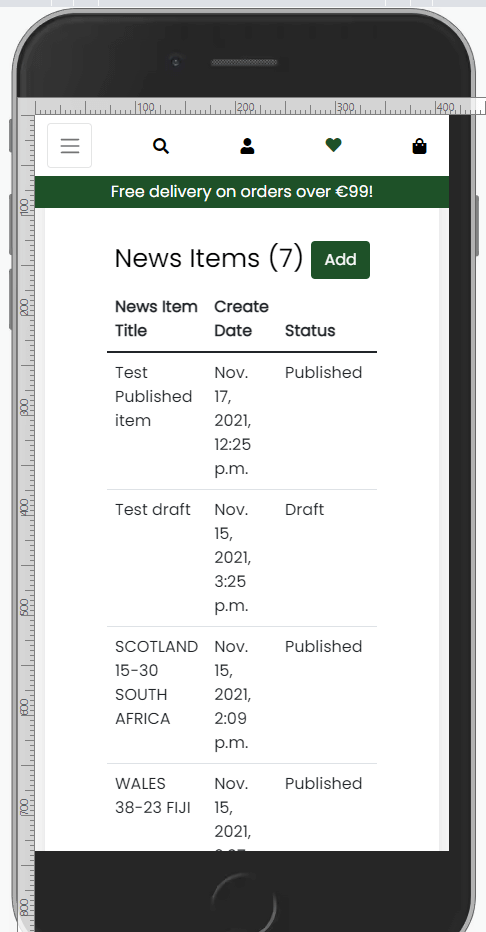 100 200 300 400
Free delivery on orders over €99!
100
News Items (7) Add
200
News Item Create
Title Date Status
300
Test Nov. Published
Published 17,
item 2021,
12:25
p.m.
400
Test draft Nov. Draft
15,
2021,
3:25
500
p.m.
SCOTLAND Nov. Published
15-30 15,
SOUTH 2021,
600
AFRICA 2:09
p.m.
WALES Nov. Published
38-23 FIJI 15,
700
2021,
800